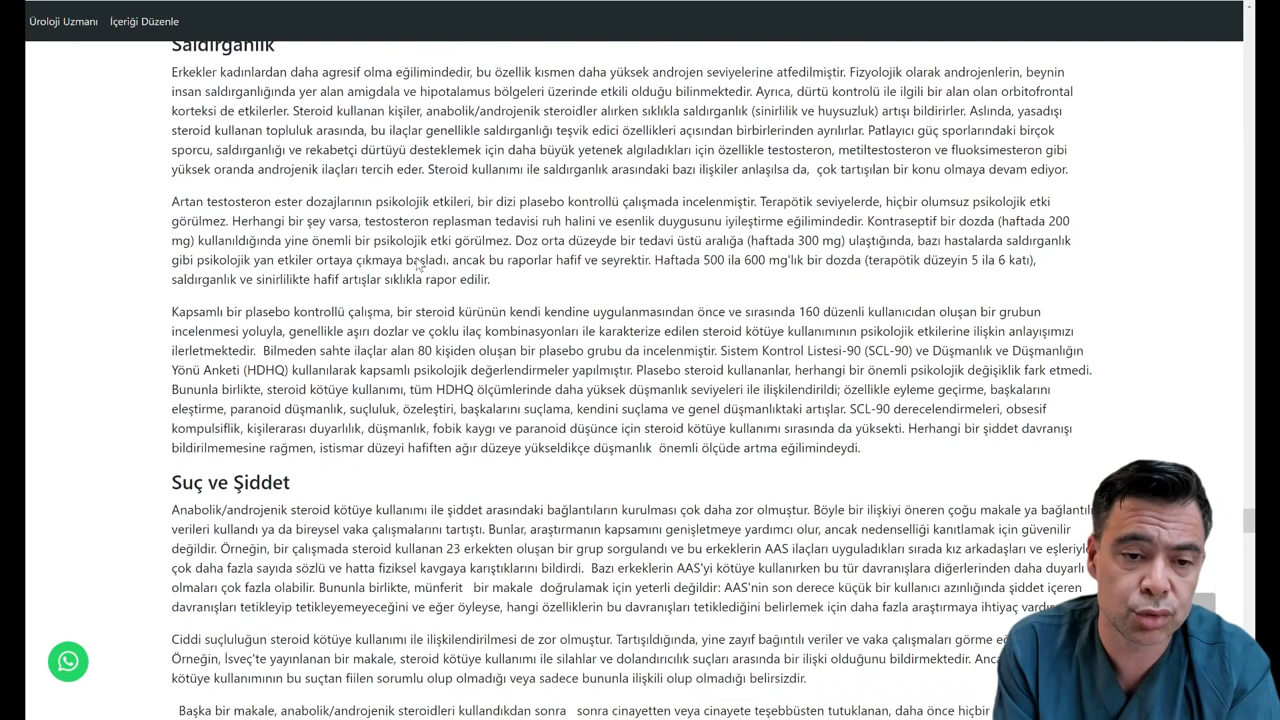 Üroloji Uzmanı İçeriği Düzenle
Saldırganlık
Erkekler kadınlardan daha agresif olma eğilimindedir, bu özellik kısmen daha yüksek androjen seviyelerine atfedilmiştir. Fizyolojik olarak androjenlerin, beynin
insan saldırganlığında yer alan amigdala ve hipotalamus bölgeleri üzerinde etkili olduğu bilinmektedir. Ayrıca, dürtü kontrolü ile ilgili bir alan olan orbitofrontal
korteksi de etkilerler. Steroid kullanan kişiler, anabolik/androjenik steroidler alırken sıklıkla saldırganlık (sinirlilik ve huysuzluk) artışı bildirirler. Aslında, yasadışı
steroid kullanan topluluk arasında, bu ilaçlar genellikle saldırganlığı teşvik edici özellikleri açısından birbirlerinden ayrılırlar. Patlayıcı güç sporlarındaki birçok
sporcu, saldırganlığı ve rekabetçi dürtüyü desteklemek için daha büyük yetenek algıladıkları için özellikle testosteron, metiltestosteron ve fluoksimesteron gibi
yüksek oranda androjenik ilaçları tercih eder. Steroid kullanımı ile saldırganlık arasındaki bazı ilişkiler anlaşılsa da, çok tartışılan bir konu olmaya devam ediyor.
Artan testosteron ester dozajlarının psikolojik etkileri, bir dizi plasebo kontrollü çalışmada incelenmiştir. Terapötik seviyelerde, hiçbir olumsuz psikolojik etki
görülmez. Herhangi bir şey varsa, testosteron replasman tedavisi ruh halini ve esenlik duygusunu iyileştirme eğilimindedir. Kontraseptif bir dozda (haftada 200
mg) kullanıldığında yine önemli bir psikolojik etki görülmez. Doz orta düzeyde bir tedavi üstü aralığa (haftada 300 mg) ulaştığında, bazı hastalarda saldırganlık
gibi psikolojik yan etkiler ortaya çıkmaya başladı. ancak bu raporlar hafif ve seyrektir. Haftada 500 ila 600 mg'lık bir dozda (terapötik düzeyin 5 ila 6 katı),
saldırganlık ve sinirlilikte hafif artışlar sıklıkla rapor edilir.
Kapsamlı bir plasebo kontrollü çalışma, bir steroid kürünün kendi kendine uygulanmasından önce ve sırasında 160 düzenli kullanıcıdan oluşan bir grubun
incelenmesi yoluyla, genellikle aşırı dozlar ve çoklu ilaç kombinasyonları ile karakterize edilen steroid kötüye kullanımının psikolojik etkilerine ilişkin anlayışımızı
ilerletmektedir. Bilmeden sahte ilaçlar alan 80 kişiden oluşan bir plasebo grubu da incelenmiştir. Sistem Kontrol Listesi-90 (SCL-90) ve Düşmanlık ve Düşmanlığın
Yönü Anketi (HDHQ) kullanılarak kapsamlı psikolojik değerlendirmeler yapılmıştır. Plasebo steroid kullananlar, herhangi bir önemli psikolojik değişiklik fark etmedi.
Bununla birlikte, steroid kötüye kullanımı, tüm HDHQ ölçümlerinde daha yüksek düşmanlık seviyeleri ile ilişkilendirildi; özellikle eyleme geçirme, başkalarını
eleştirme, paranoid düşmanlık, suçluluk, özeleştiri, başkalarını suçlama, kendini suçlama ve genel düşmanlıktaki artışlar. SCL-90 derecelendirmeleri, obsesif
kompulsiflik, kişilerarası duyarlılık, düşmanlık, fobik kaygı ve paranoid düşünce için steroid kötüye kullanımı sırasında da yüksekti. Herhangi bir şiddet davranışı
bildirilmemesine rağmen, istismar düzeyi hafiften ağır düzeye yükseldikçe düşmanlık önemli ölçüde artma eğilimindeydi.
Suç ve Şiddet
Anabolik/androjenik steroid kötüye kullanımı ile şiddet arasındaki bağlantıların kurulması çok daha zor olmuştur. Böyle bir ilişkiyi öneren çoğu makale ya bağlantılı
verileri kullandı ya da bireysel vaka çalışmalarını tartıştı. Bunlar, araştırmanın kapsamını genişletmeye yardımcı olur, ancak nedenselliği kanıtlamak için güvenilir
değildir. Örneğin, bir çalışmada steroid kullanan 23 erkekten oluşan bir grup sorgulandı ve bu erkeklerin AAS ilaçları uyguladıkları sırada kız arkadaşları ve eşleriyle
çok daha fazla sayıda sözlü ve hatta fiziksel kavgaya karıştıklarını bildirdi. Bazı erkeklerin AAS'yi kötüye kullanırken bu tür davranışlara diğerlerinden daha duyarlı
olmaları çok fazla olabilir. Bununla birlikte, münferit bir makale doğrulamak için yeterli değildir: AAS'nin son derece küçük bir kullanıcı azınlığında şiddet içeren
davranışları tetikleyip tetikleyemeyeceğini ve eğer öyleyse, hangi özelliklerin bu davranışları tetiklediğini belirlemek için daha fazla araştırmaya ihtiyaç
Ciddi suçluluğun steroid kötüye kullanımı ile ilişkilendirilmesi de zor olmuştur. Tartışıldığında, yine zayıf bağıntılı veriler ve vaka çalışmaları görme
Örneğin, İsveç'te yayınlanan bir makale, steroid kötüye kullanımı ile silahlar ve dolandırıcılık suçları arasında bir ilişki olduğunu bildirmektedir.
kötüye kullanımının bu suçtan fiilen sorumlu olup olmadığı veya sadece bununla ilişkili olup olmadığı belirsizdir.
Başka bir makale, anabolik/androjenik steroidleri kullandıktan sonra sonra cinayetten veya cinayete teşebbüsten tutuklanan, daha önce hiçbir